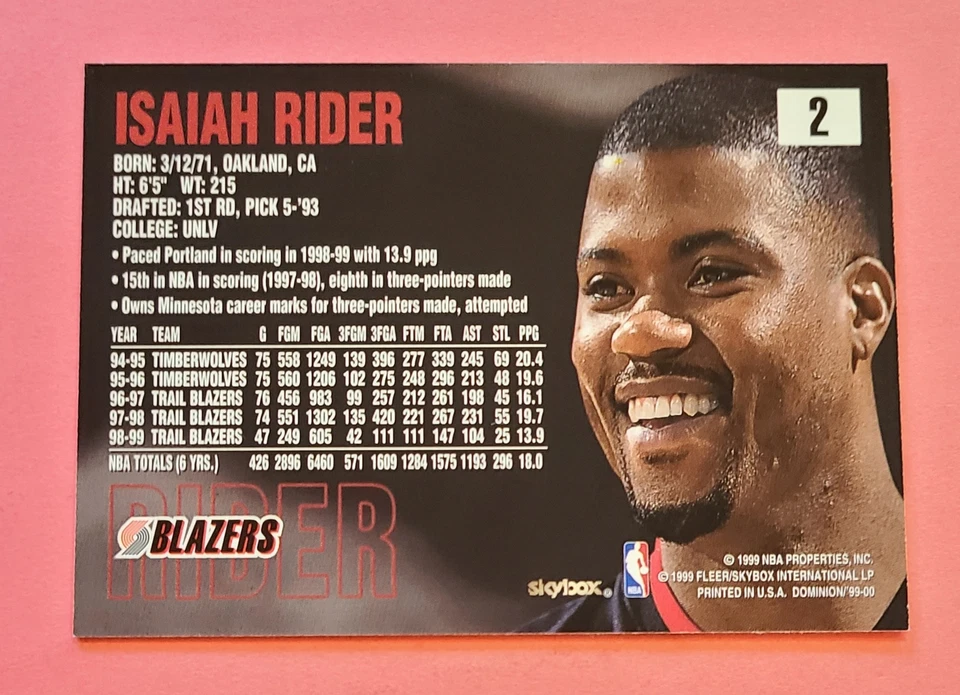 2
ISAIAH RIDER
BORN: 3/12/71, OAKLAND, CA
HT: 6'5" WT: 215
DRAFTED: 1ST RD, PICK 5-'93
COLLEGE: UNLV
• Paced Portland in scoring in 1998-99 with 13.9 ppg
• 15th in NBA in scoring (1997-98), eighth in three-pointers made
• Owns Minnesota career marks for three-pointers made, attempted
YEAR TEAM G FGM FGA 3FGM 3FGA FTM FTA AST STL PPG
94-95 TIMBERWOLVES 75 558 1249 139 396 277 339 245 69 20.4
95-96 TIMBERWOLVES 75 560 1206 102 275 248 296 213 48 19.6
96-97 TRAIL BLAZERS 76 456 983 99 257 212 261 198 45 16.1
97-98 TRAIL BLAZERS 74 551 1302 135 420 221 267 231 55 19.7
98-99 TRAIL BLAZERS 47 249 605 42 111 111 147 104 25 13.9
NBA TOTALS (6 YRS.) 426 2896 6460 571 1609 1284 1575 1193 296 18.0
RIDER
BLAZERS
skybox®
NBA
© 1999 NBA PROPERTIES, INC.
© 1999 FLEER/SKYBOX INTERNATIONAL LP
PRINTED IN U.S.A. DOMINION/'99-00